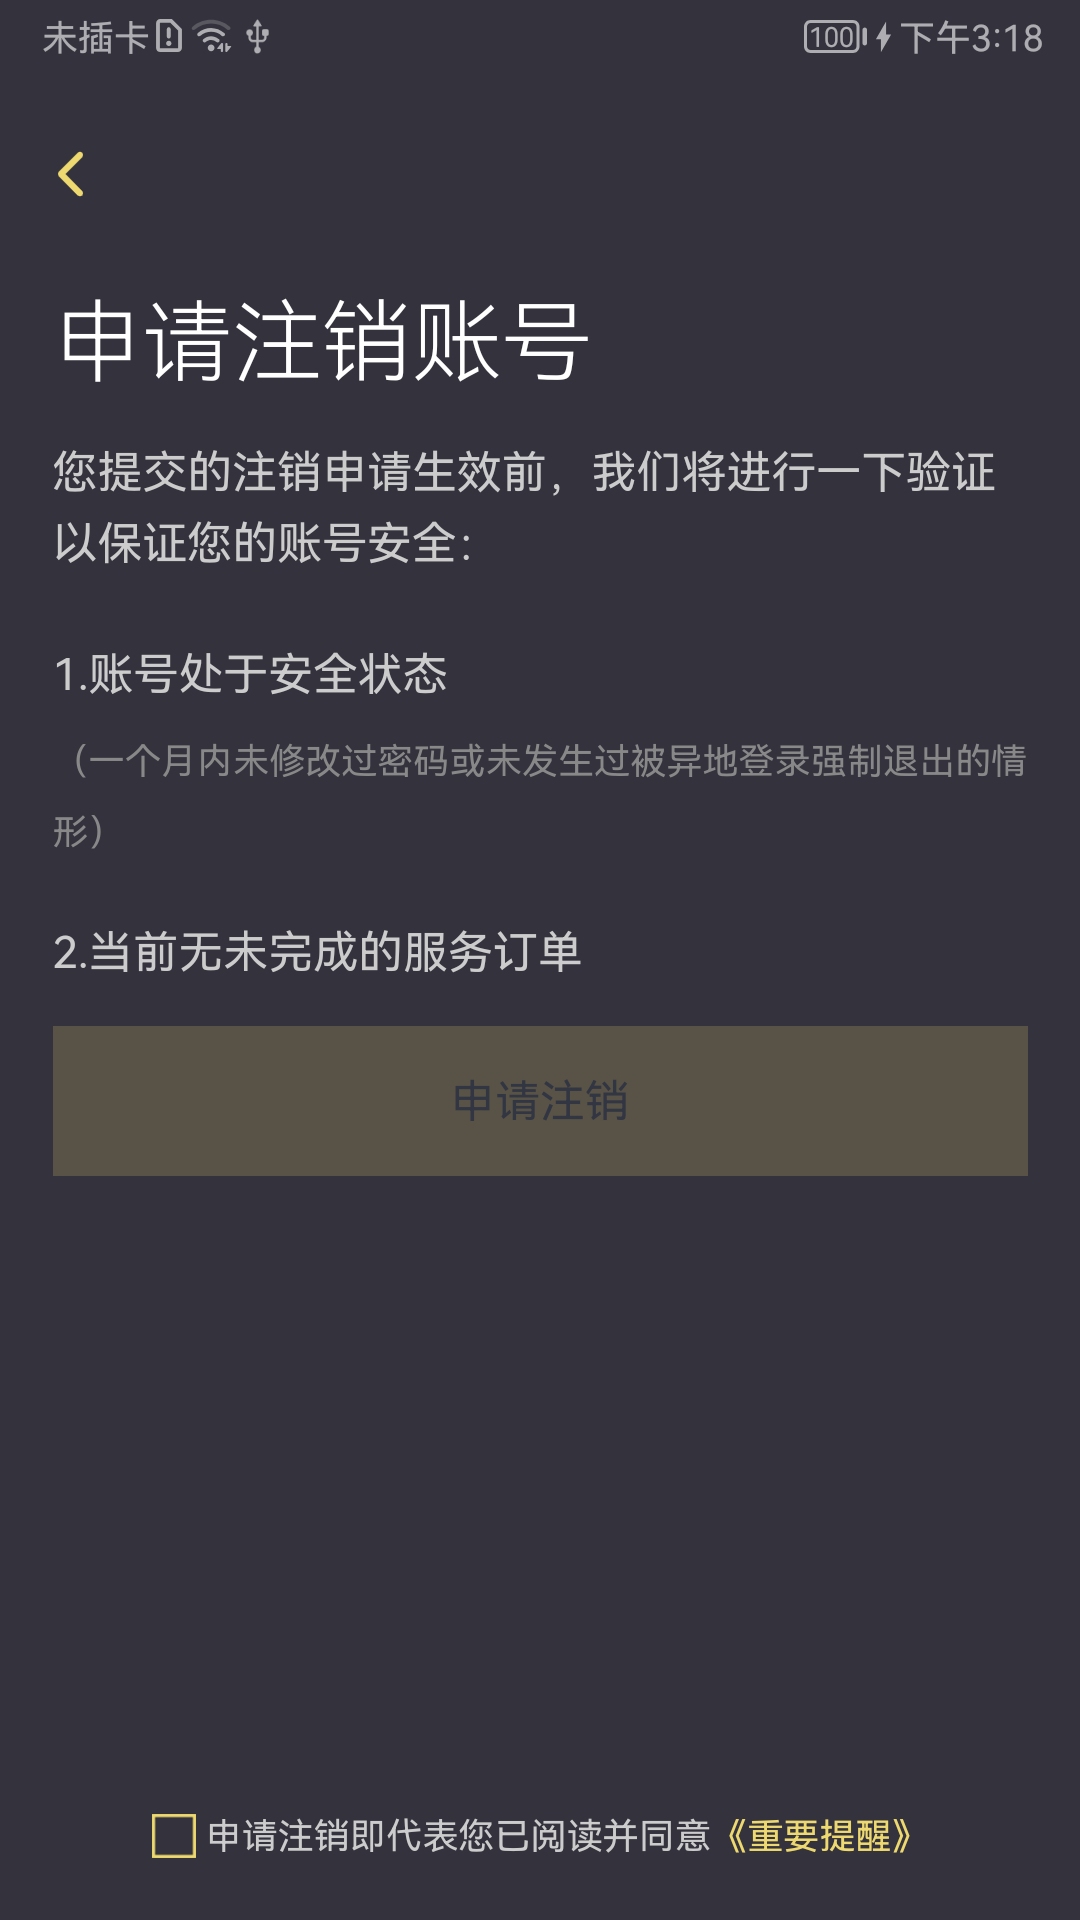 未插卡
100
下午3:18
申请注销账号
您提交的注销申请生效前，我们将进行一下验证
以保证您的账号安全：
1.账号处于安全状态
（一个月内未修改过密码或未发生过被异地登录强制退出的情
形）
2.当前无未完成的服务订单
申请注销
申请注销即代表您已阅读并同意《重要提醒》